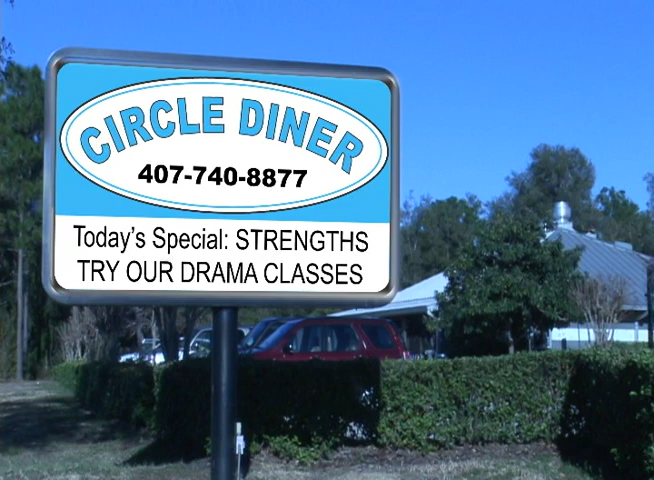 CIRCLE DINER
407-740-8877
Today's Special: STRENGTHS
TRY OUR DRAMA CLASSES